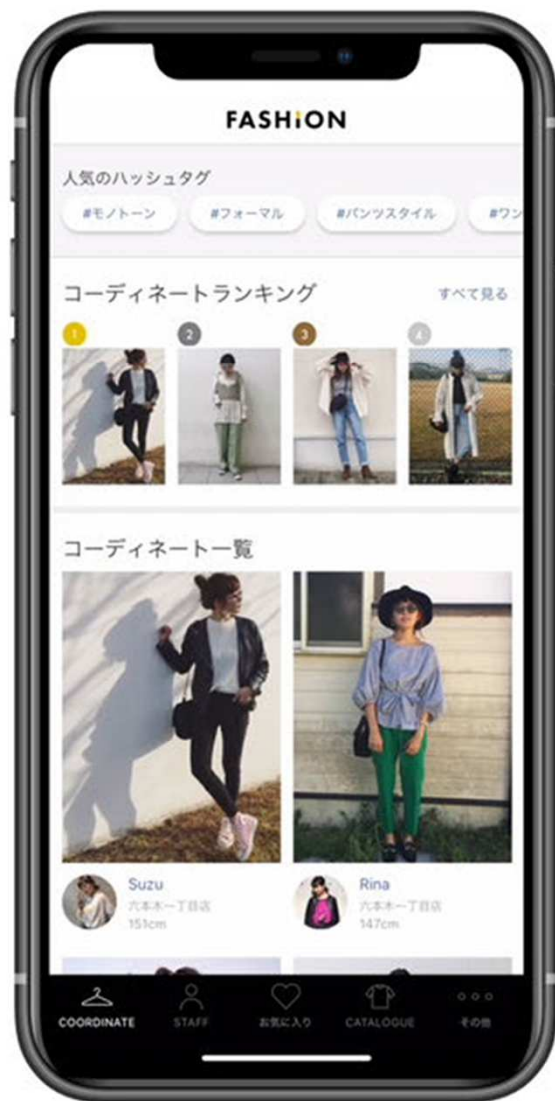 FASHiON
人気のハッシュタグ
#モノトーン #フォーマル #パンツスタイル #ワン
コーディネートランキング すべて見る
1 2 3 4
コーディネート一覧
Suzu Rina
六本木一丁目店 六本木一丁目店
151cm 147cm
COORDINATE STAFF お気に入り CATALOGUE その他